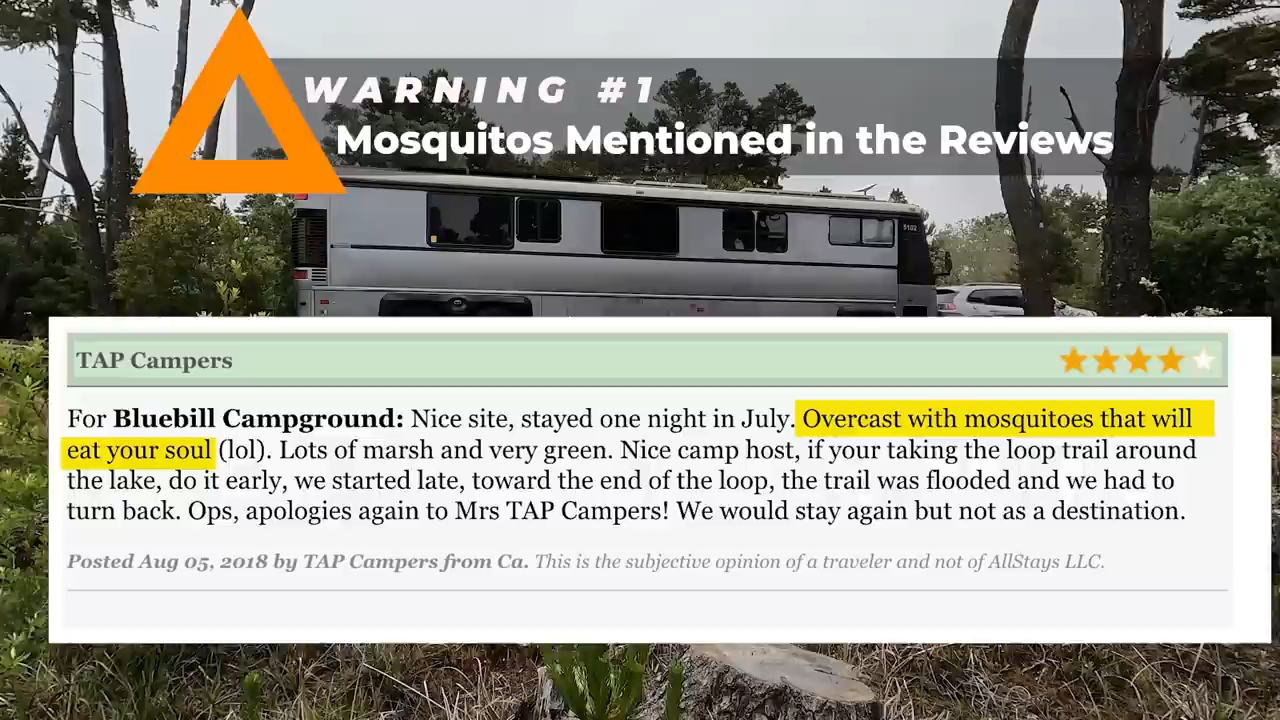 WARNING #1
Mosquitos Mentioned in the Reviews
5102
TAP Campers
For Bluebill Campground: Nice site, stayed one night in July. Overcast with mosquitoes that will
eat your soul (lol). Lots of marsh and very green. Nice camp host, if your taking the loop trail around
the lake, do it early, we started late, toward the end of the loop, the trail was flooded and we had to
turn back. Ops, apologies again to Mrs TAP Campers! We would stay again but not as a destination.
Posted Aug 05, 2018 by TAP Campers from Ca. This is the subjective opinion of a traveler and not of AllStays LLC.